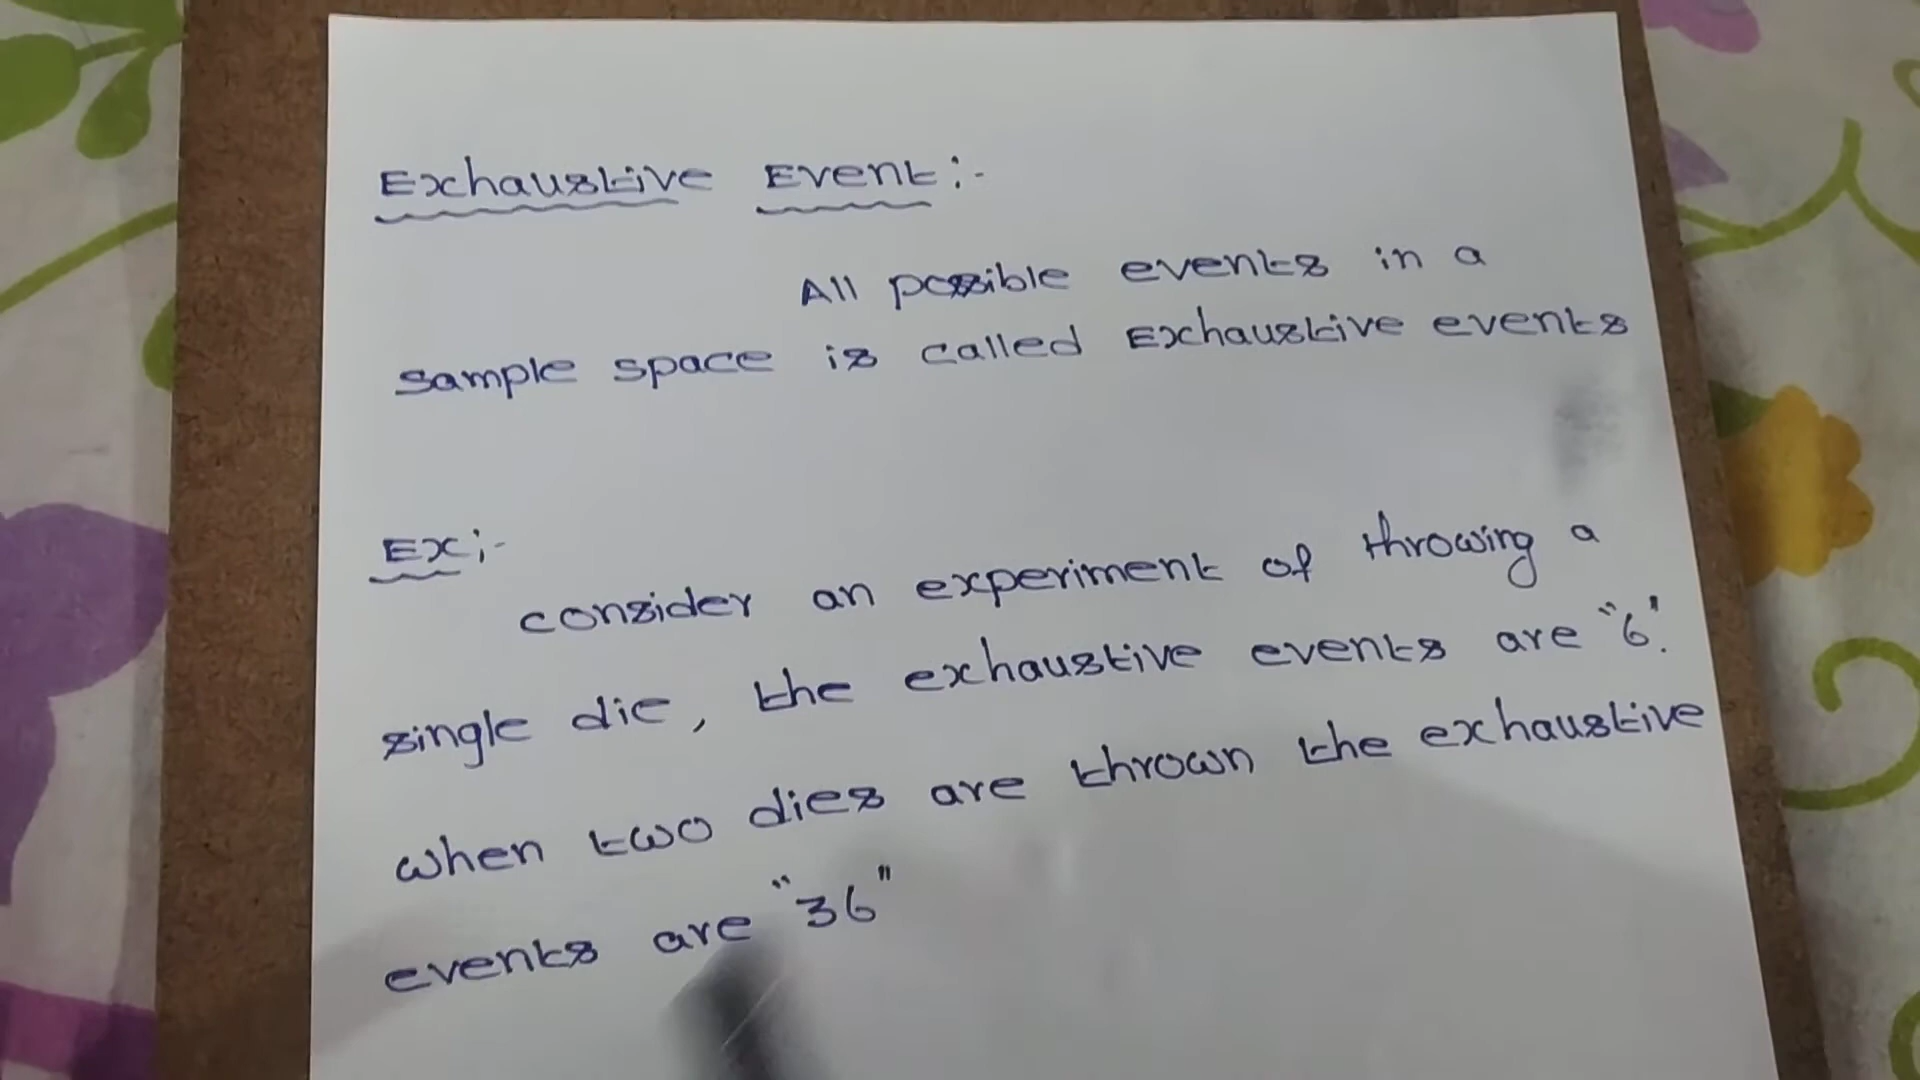 Exhaustive Event:-
All possible events in a
sample space is called Exhaustive events
Ex:-
consider an experiment of throwing a
single die, the exhaustive events are "6".
when two dies are thrown the exhaustive
events are "36"